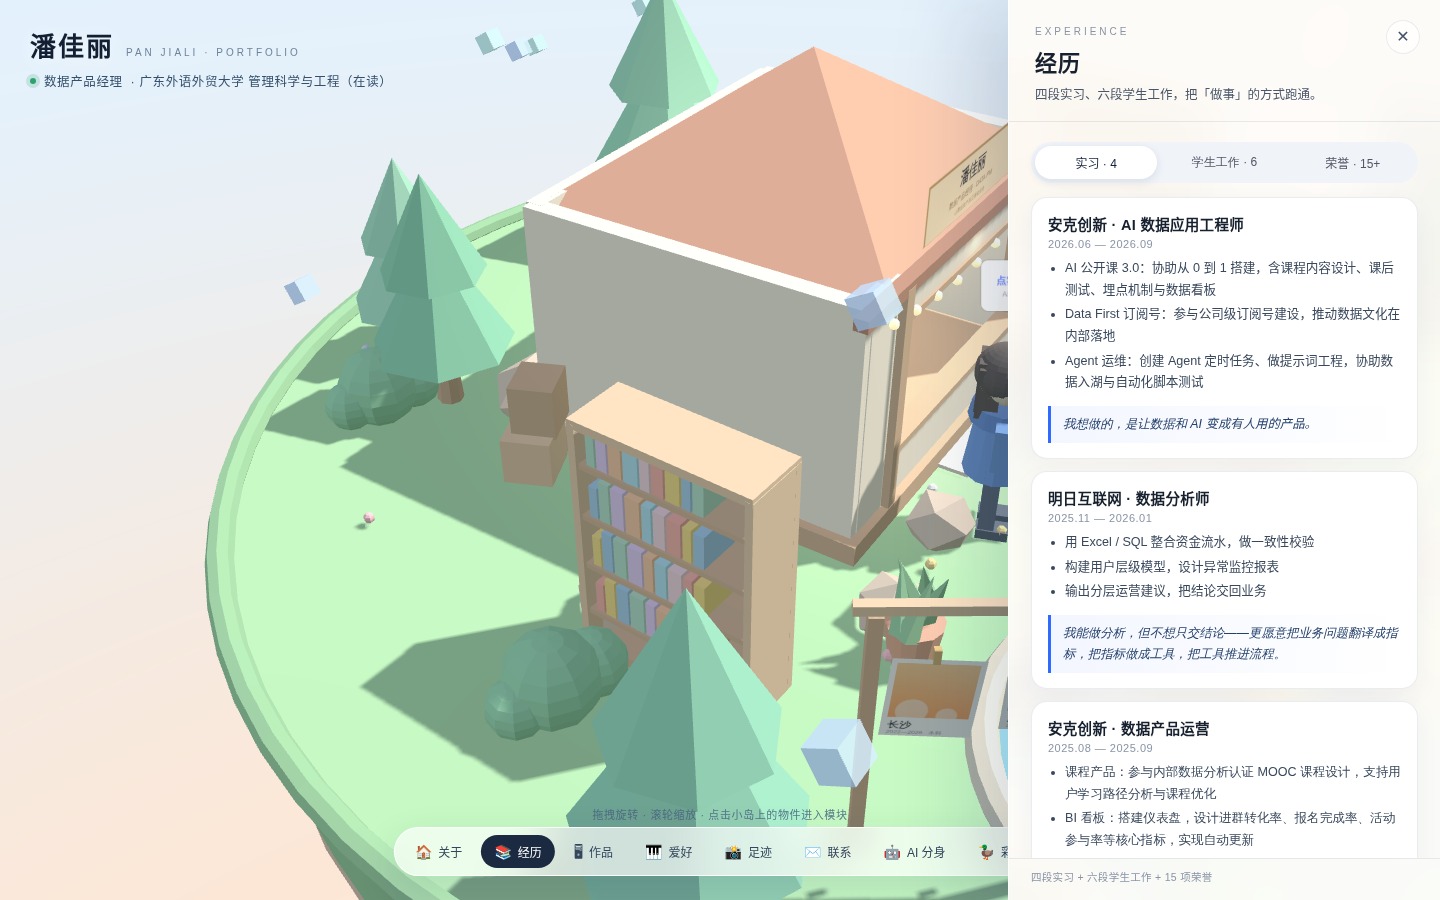 潘佳丽 PAN JIALI · PORTFOLIO
数据产品经理 · 广东外语外贸大学 管理科学与工程（在读）
潘佳丽
长沙
拖拽旋转 · 滚轮缩放 · 点击小岛上的物件进入模块
关于
经历
作品
爱好
足迹
联系
AI 分身
EXPERIENCE
经历
四段实习、六段学生工作，把「做事」的方式跑通。
实习 · 4
学生工作 · 6
荣誉 · 15+
安克创新 · AI 数据应用工程师
2026.06 — 2026.09
AI 公开课 3.0：协助从 0 到 1 搭建，含课程内容设计、课后
测试、埋点机制与数据看板
Data First 订阅号：参与公司级订阅号建设，推动数据文化在
内部落地
Agent 运维：创建 Agent 定时任务、做提示词工程，协助数
据入湖与自动化脚本测试
我想做的，是让数据和 AI 变成有人用的产品。
明日互联网 · 数据分析师
2025.11 — 2026.01
用 Excel / SQL 整合资金流水，做一致性校验
构建用户层级模型，设计异常监控报表
输出分层运营建议，把结论交回业务
我能做分析，但不想只交结论——更愿意把业务问题翻译成指
标，把指标做成工具，把工具推进流程。
安克创新 · 数据产品运营
2025.08 — 2025.09
课程产品：参与内部数据分析认证 MOOC 课程设计，支持用
户学习路径分析与课程优化
BI 看板：搭建仪表盘，设计进群转化率、报名完成率、活动
参与率等核心指标，实现自动更新
四段实习 + 六段学生工作 + 15 项荣誉